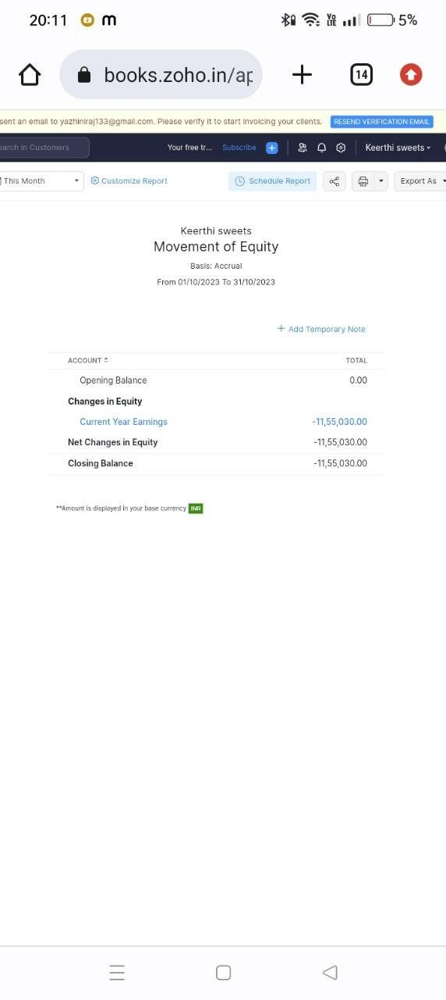 20:11 m Vo LTE 5%
books.zoho.in/ap 14
sent an email to yazhiniraj133@gmail.com. Please verify it to start invoicing your clients. RESEND VERIFICATION EMAIL
earch in Customers Your free tr... Subscribe + Keerthi sweets
This Month Customize Report Schedule Report Export As
Keerthi sweets
Movement of Equity
Basis: Accrual
From 01/10/2023 To 31/10/2023
+ Add Temporary Note
ACCOUNT TOTAL
Opening Balance 0.00
Changes in Equity
Current Year Earnings -11,55,030.00
Net Changes in Equity -11,55,030.00
Closing Balance -11,55,030.00
**Amount is displayed in your base currency INR